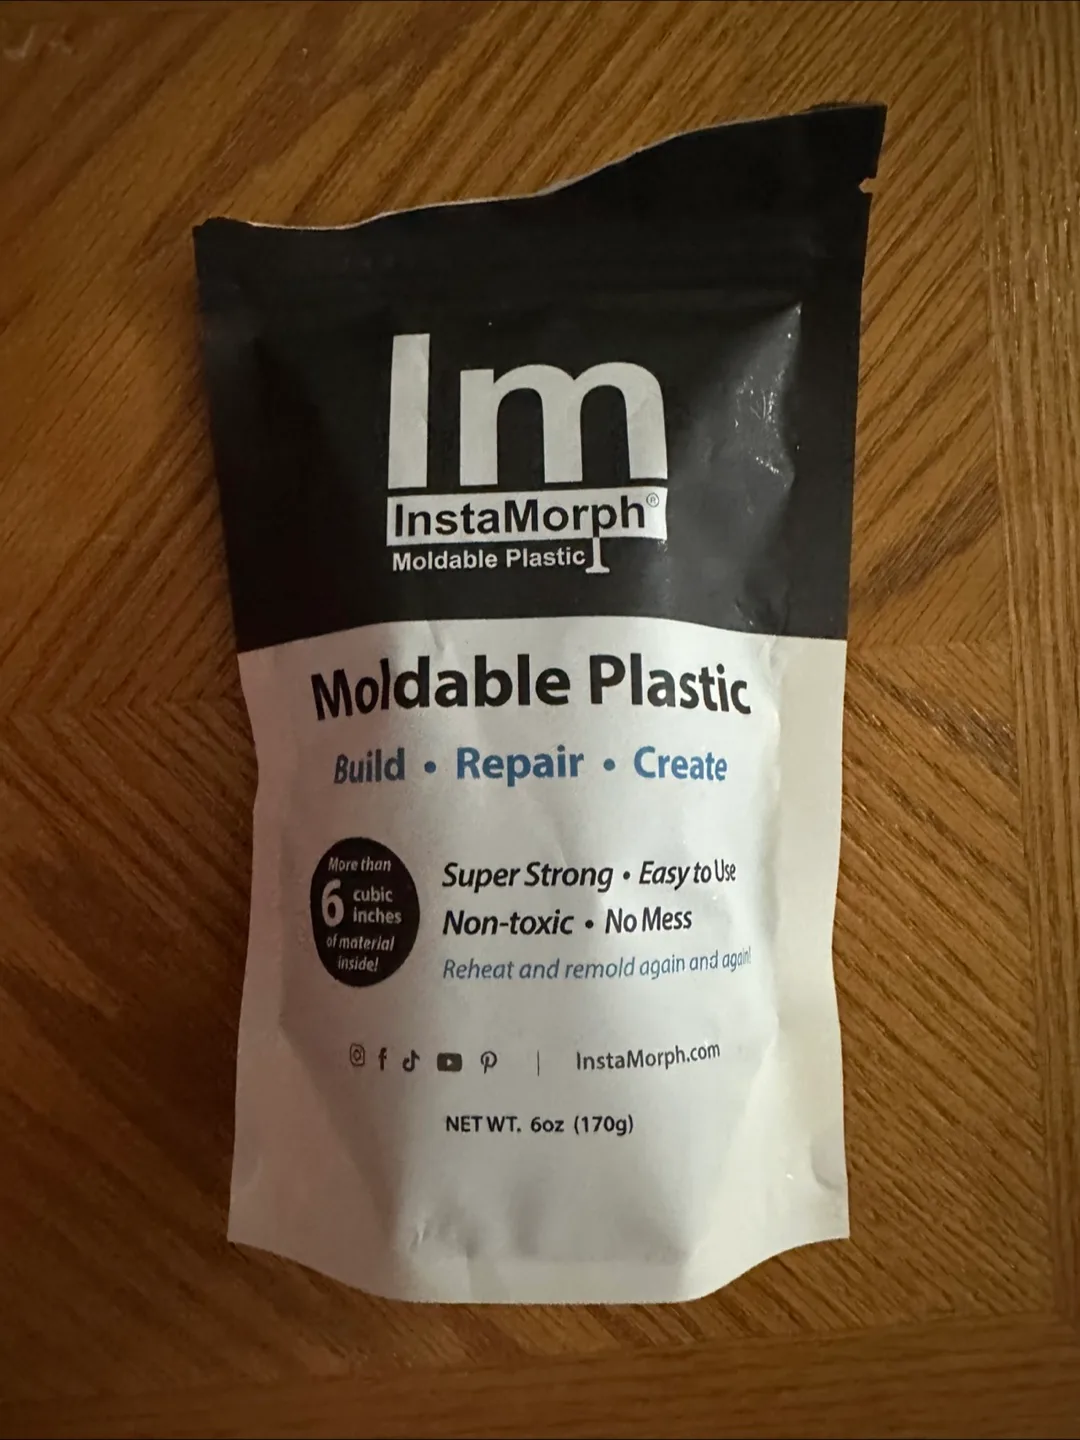 Im
InstaMorph®
Moldable Plastic
Moldable Plastic
Build • Repair • Create
More than
6 cubic
inches
of material
inside!
Super Strong • Easy to Use
Non-toxic • No Mess
Reheat and remold again and again!
InstaMorph.com
NET WT. 6oz (170g)